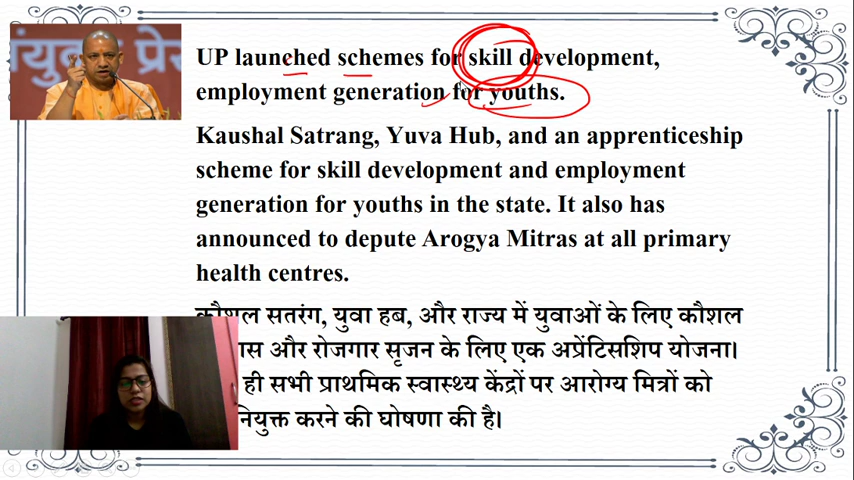 संयुक्त प्रे
UP launched schemes for skill development,
employment generation for youths.
Kaushal Satrang, Yuva Hub, and an apprenticeship
scheme for skill development and employment
generation for youths in the state. It also has
announced to depute Arogya Mitras at all primary
health centres.
कौशल सतरंग, युवा हब, और राज्य में युवाओं के लिए कौशल
ास और रोजगार सृजन के लिए एक अप्रेंटिसशिप योजना।
ही सभी प्राथमिक स्वास्थ्य केंद्रों पर आरोग्य मित्रों को
नियुक्त करने की घोषणा की है।